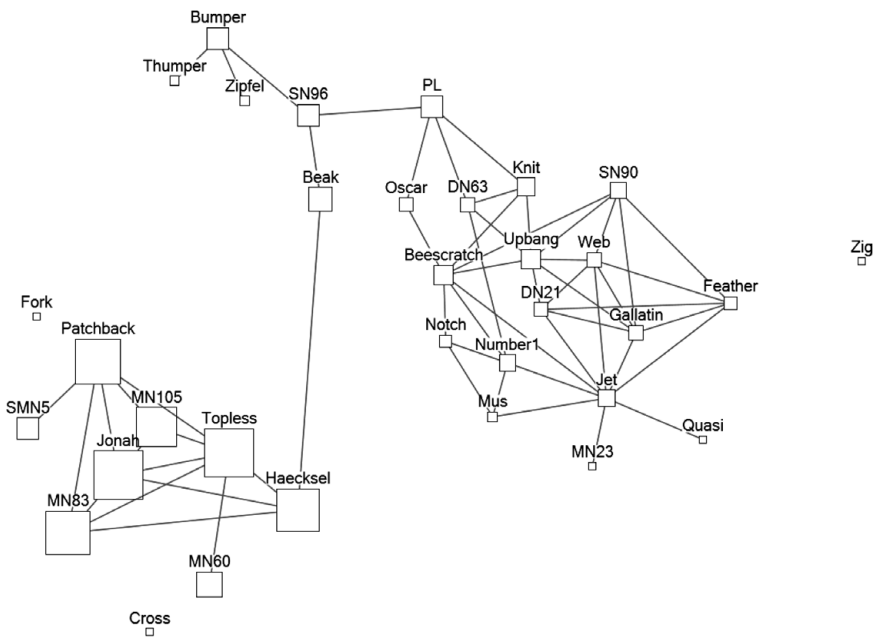 Bumper
Thumper
Zipfel
SN96
PL
Beak
Oscar
DN63
Knit
SN90
Beescratch
Upbang
Web
Zig
DN21
Feather
Gallatin
Fork
Patchback
Notch
Number1
Jet
SMN5
MN105
Topless
Mus
Quasi
Jonah
MN23
Haecksel
MN83
MN60
Cross